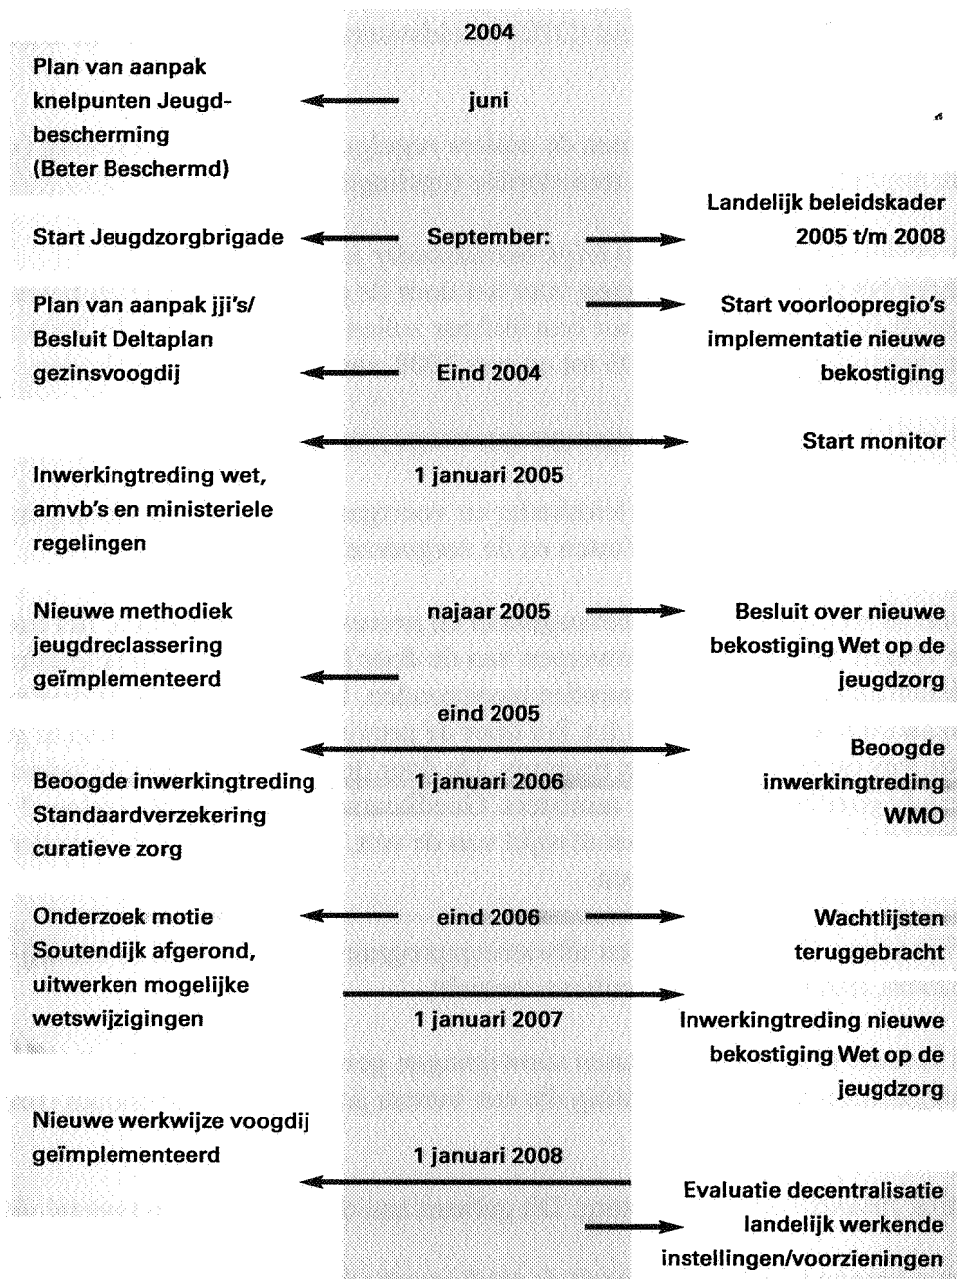 2004
Plan van aanpak
knelpunten Jeugd-
bescherming
(Beter Beschermd)
juni
Start Jeugdzorgbrigade
September:
Landelijk beleidskader
2005 t/m 2008
Plan van aanpak jji's/
Besluit Deltaplan
gezinsvoogdij
Eind 2004
Start voorloopregio's
implementatie nieuwe
bekostiging
Start monitor
1 januari 2005
Inwerkingtreding wet,
amvb's en ministeriele
regelingen
Nieuwe methodiek
jeugdreclassering
geïmplementeerd
najaar 2005
Besluit over nieuwe
bekostiging Wet op de
jeugdzorg
eind 2005
Beoogde inwerkingtreding
Standaardverzekering
curatieve zorg
1 januari 2006
Beoogde
inwerkingtreding
WMO
Onderzoek motie
Soutendijk afgerond,
uitwerken mogelijke
wetswijzigingen
eind 2006
Wachtlijsten
teruggebracht
1 januari 2007
Inwerkingtreding nieuwe
bekostiging Wet op de
jeugdzorg
Nieuwe werkwijze voogdij
geïmplementeerd
1 januari 2008
Evaluatie decentralisatie
landelijk werkende
instellingen/voorzieningen